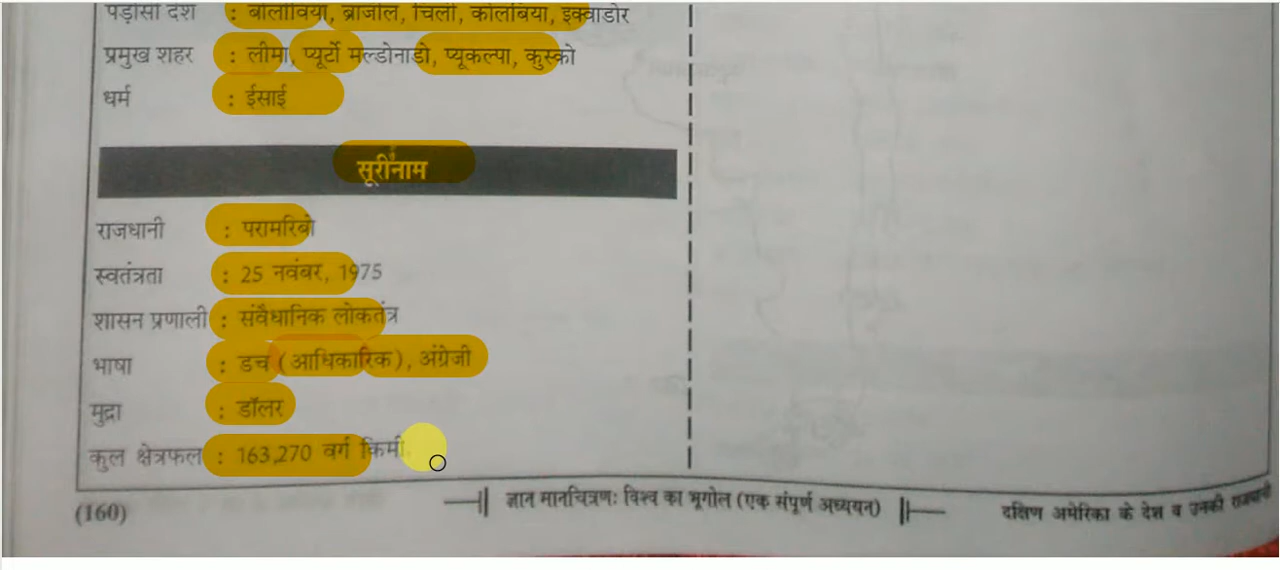 पड़ोसी देश : बोलीविया, ब्राजील, चिली, कोलंबिया, इक्वाडोर
प्रमुख शहर : लीमा, प्यूर्टो मल्डोनाडो, प्यूकल्पा, कुस्को
धर्म : ईसाई
सूरीनाम
राजधानी : परामरिबो
स्वतंत्रता : 25 नवंबर, 1975
शासन प्रणाली : संवैधानिक लोकतंत्र
भाषा : डच (आधिकारिक), अंग्रेजी
मुद्रा : डॉलर
कुल क्षेत्रफल : 163,270 वर्ग किमी.
(160) ज्ञान मानचित्रण: विश्व का भूगोल (एक संपूर्ण अध्ययन) दक्षिण अमेरिका के देश व उनकी राजधानी